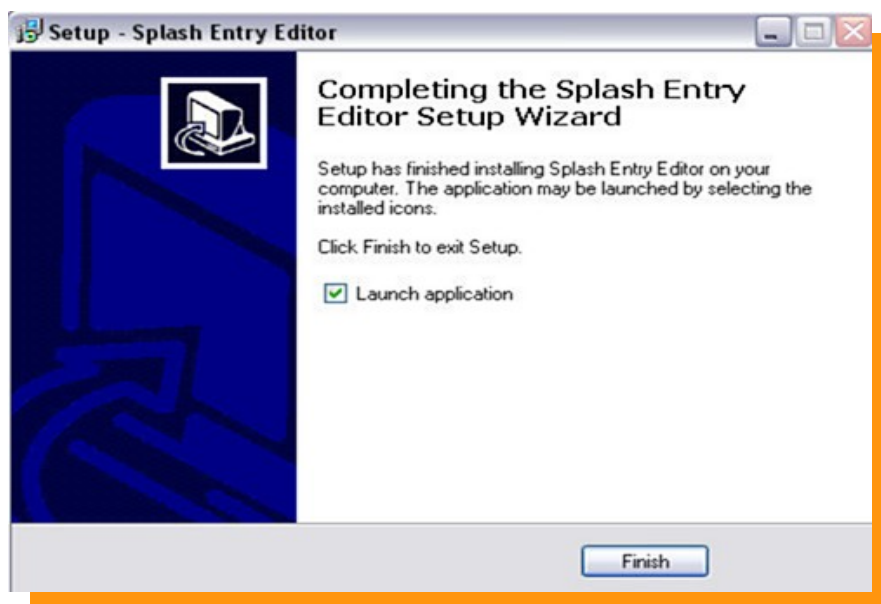 Setup - Splash Entry Editor
Completing the Splash Entry
Editor Setup Wizard
Setup has finished installing Splash Entry Editor on your
computer. The application may be launched by selecting the
installed icons.
Click Finish to exit Setup.
Launch application
Finish